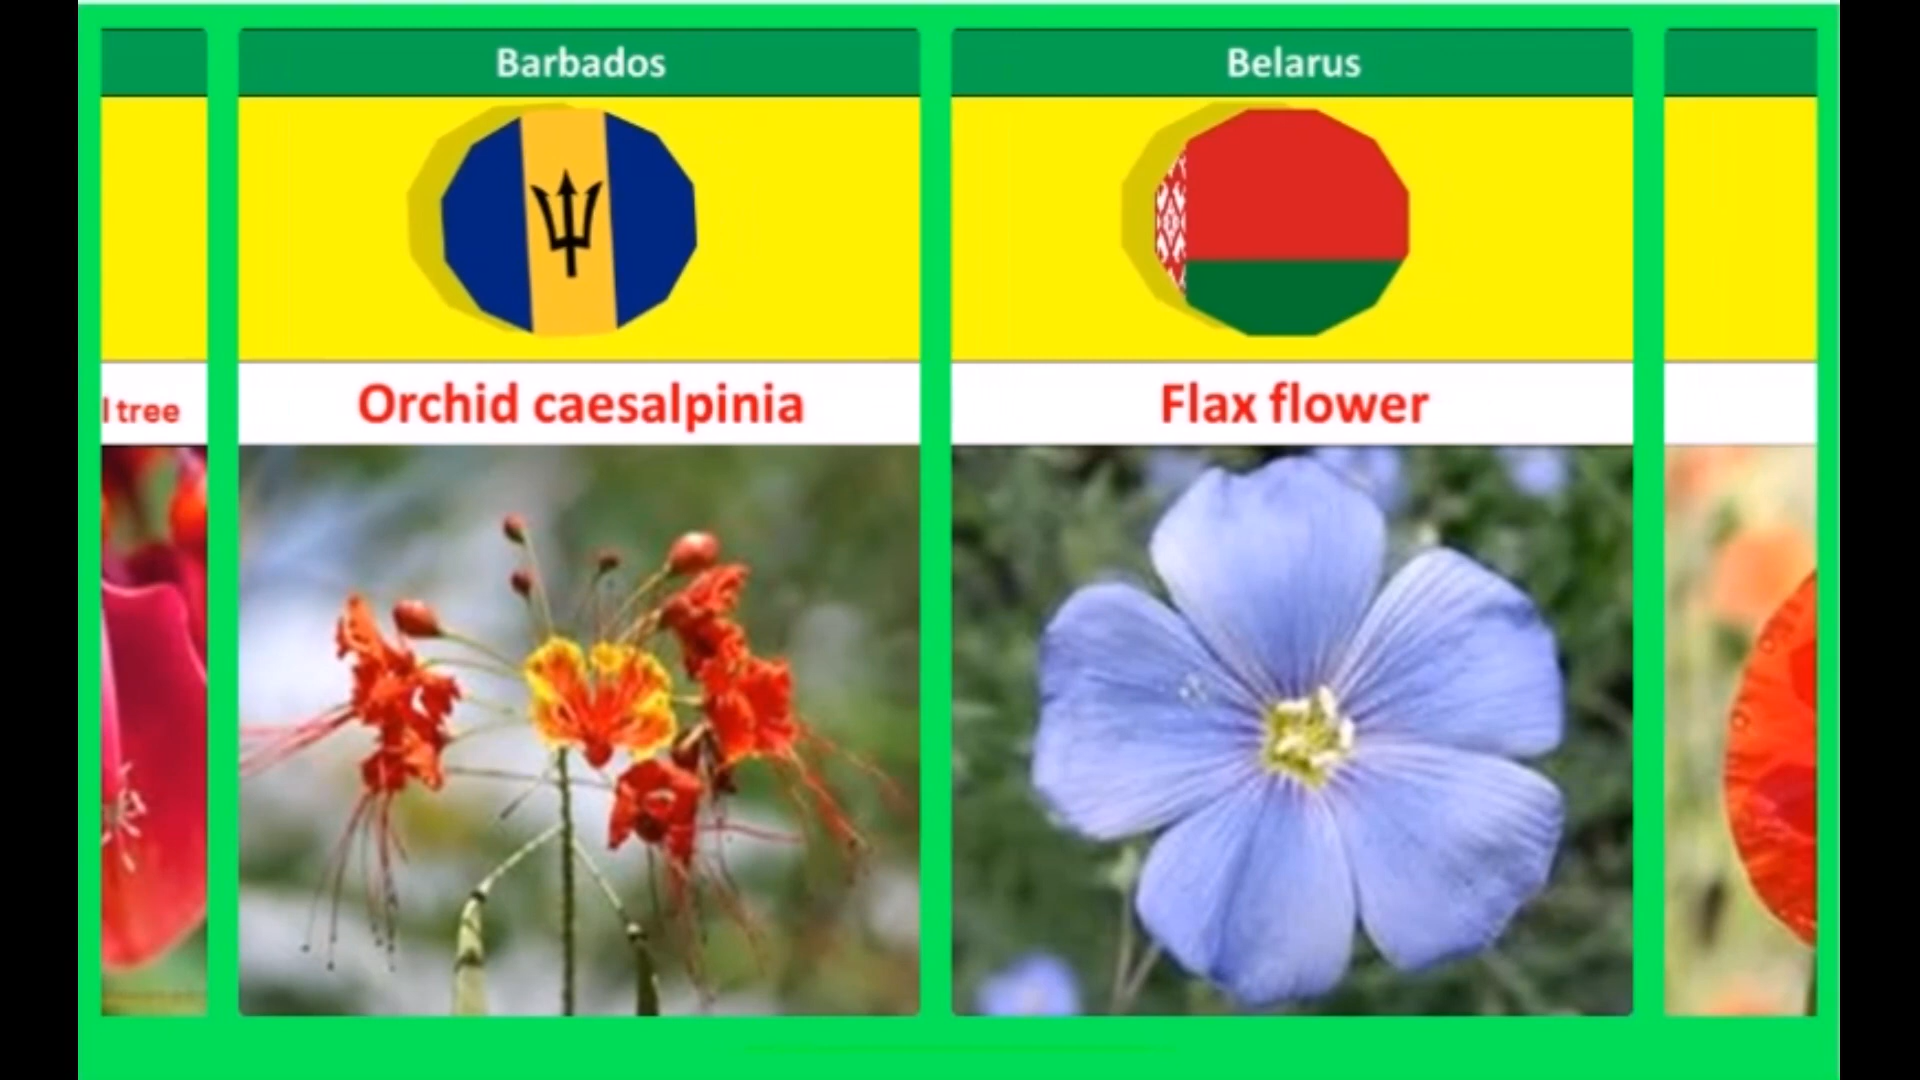 Barbados
Belarus
tree
Orchid caesalpinia
Flax flower